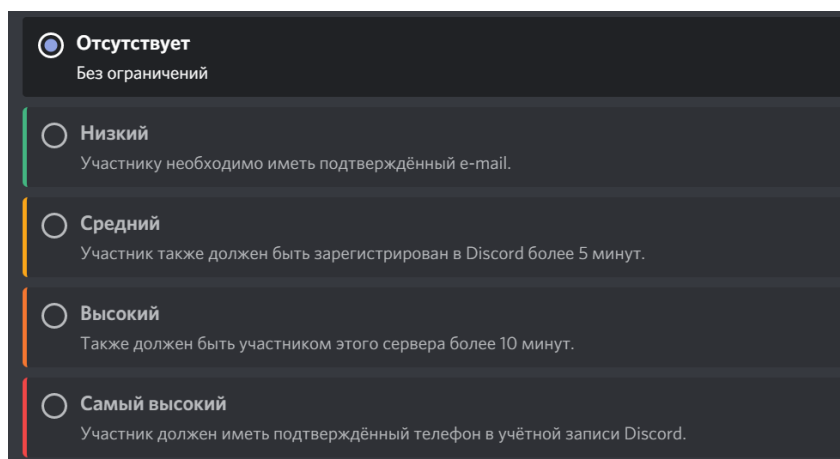 Отсутствует
Без ограничений
Низкий
Участнику необходимо иметь подтверждённый e-mail.
Средний
Участник также должен быть зарегистрирован в Discord более 5 минут.
Высокий
Также должен быть участником этого сервера более 10 минут.
Самый высокий
Участник должен иметь подтверждённый телефон в учётной записи Discord.